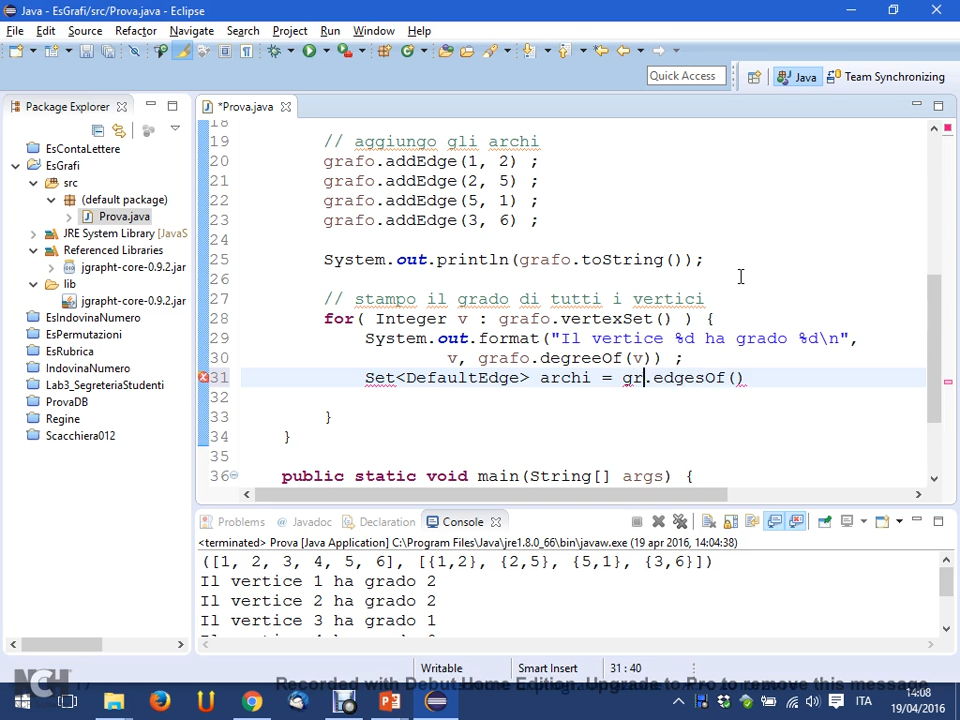 Java - EsGrafi/src/Prova.java - Eclipse
File Edit Source Refactor Navigate Search Project Run Window Help
Quick Access
Java
Team Synchronizing
Package Explorer
*Prova.java
EsContaLettere
EsGrafi
src
(default package)
Prova.java
JRE System Library [JavaS
Referenced Libraries
jgrapht-core-0.9.2.jar
lib
jgrapht-core-0.9.2.jar
EsIndovinaNumero
EsPermutazioni
EsRubrica
IndovinaNumero
Lab3_SegreteriaStudenti
ProvaDB
Regine
Scacchiera012
18
19 // aggiungo gli archi
20 grafo.addEdge(1, 2) ;
21 grafo.addEdge(2, 5) ;
22 grafo.addEdge(5, 1) ;
23 grafo.addEdge(3, 6) ;
24
25 System.out.println(grafo.toString());
26
27 // stampo il grado di tutti i vertici
28 for( Integer v : grafo.vertexSet() ) {
29 System.out.format("Il vertice %d ha grado %d\n",
30 v, grafo.degreeOf(v)) ;
31 Set<DefaultEdge> archi = gr.edgesOf()
32
33 }
34 }
35
36 public static void main(String[] args) {
Problems Javadoc Declaration Console
<terminated> Prova [Java Application] C:\Program Files\Java\jre1.8.0_66\bin\javaw.exe (19 apr 2016, 14:04:38)
([1, 2, 3, 4, 5, 6], [{1,2}, {2,5}, {5,1}, {3,6}])
Il vertice 1 ha grado 2
Il vertice 2 ha grado 2
Il vertice 3 ha grado 1
Writable Smart Insert 31 : 40
NCH
Recorded with Debut Home Edition. Upgrade to Pro to remove this message
ITA
14:08
19/04/2016